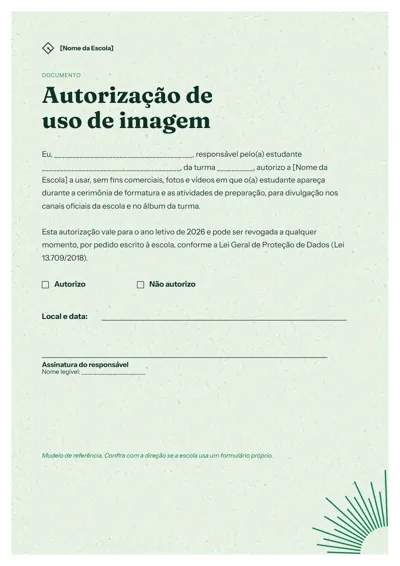 [Nome da Escola]
DOCUMENTO
Autorização de
uso de imagem
Eu, ________________________________, responsável pelo(a) estudante
________________________________, da turma ________, autorizo a [Nome da
Escola] a usar, sem fins comerciais, fotos e vídeos em que o(a) estudante apareça
durante a cerimônia de formatura e as atividades de preparação, para divulgação nos
canais oficiais da escola e no álbum da turma.
Esta autorização vale para o ano letivo de 2026 e pode ser revogada a qualquer
momento, por pedido escrito à escola, conforme a Lei Geral de Proteção de Dados (Lei
13.709/2018).
Autorizo Não autorizo
Local e data:
Assinatura do responsável
Nome legível: ____________________
Modelo de referência. Confira com a direção se a escola usa um formulário próprio.